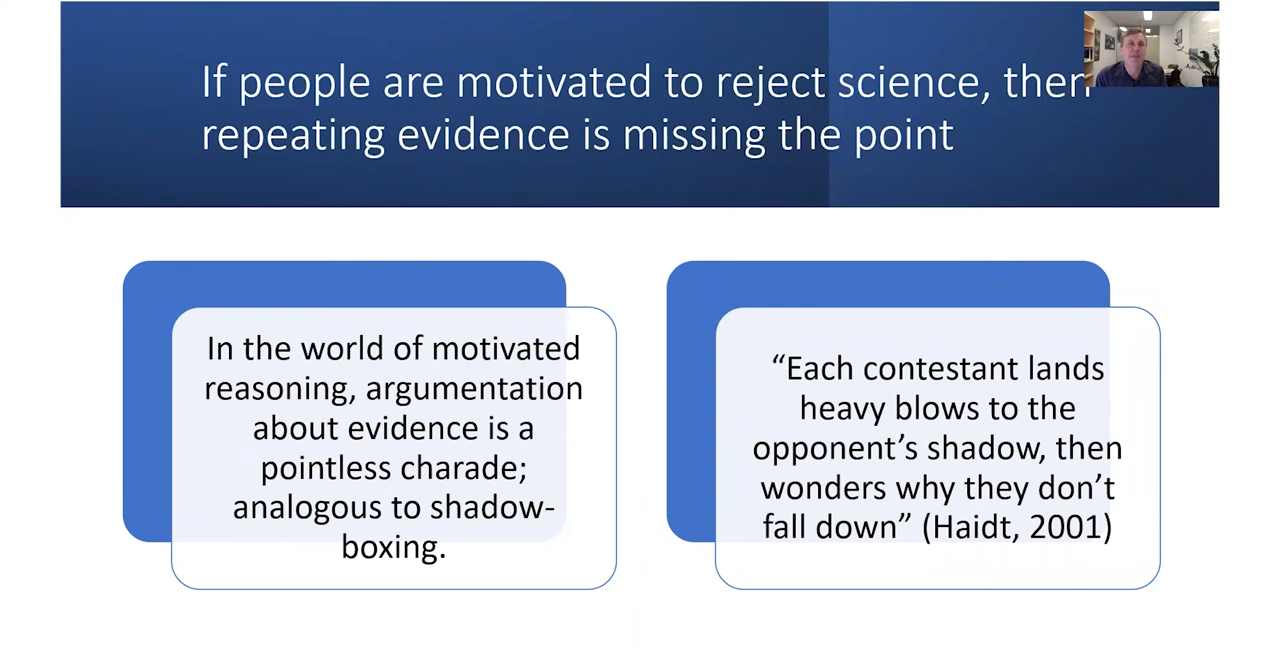 If people are motivated to reject science, then
repeating evidence is missing the point
In the world of motivated
reasoning, argumentation
about evidence is a
pointless charade;
analogous to shadow-
boxing.
“Each contestant lands
heavy blows to the
opponent’s shadow, then
wonders why they don’t
fall down” (Haidt, 2001)